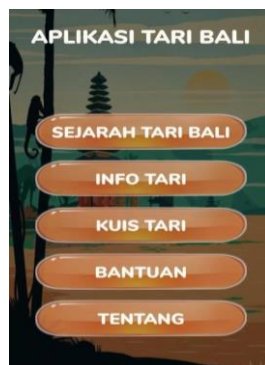 APLIKASI TARI BALI
SEJARAH TARI BALI
INFO TARI
KUIS TARI
BANTUAN
TENTANG